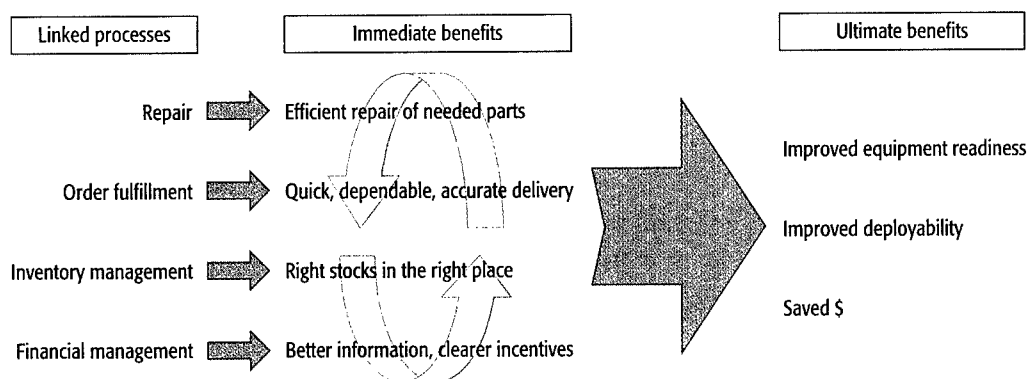 Linked processes
Immediate benefits
Ultimate benefits
Repair
Efficient repair of needed parts
Order fulfillment
Quick, dependable, accurate delivery
Inventory management
Right stocks in the right place
Financial management
Better information, clearer incentives
Improved equipment readiness
Improved deployability
Saved $